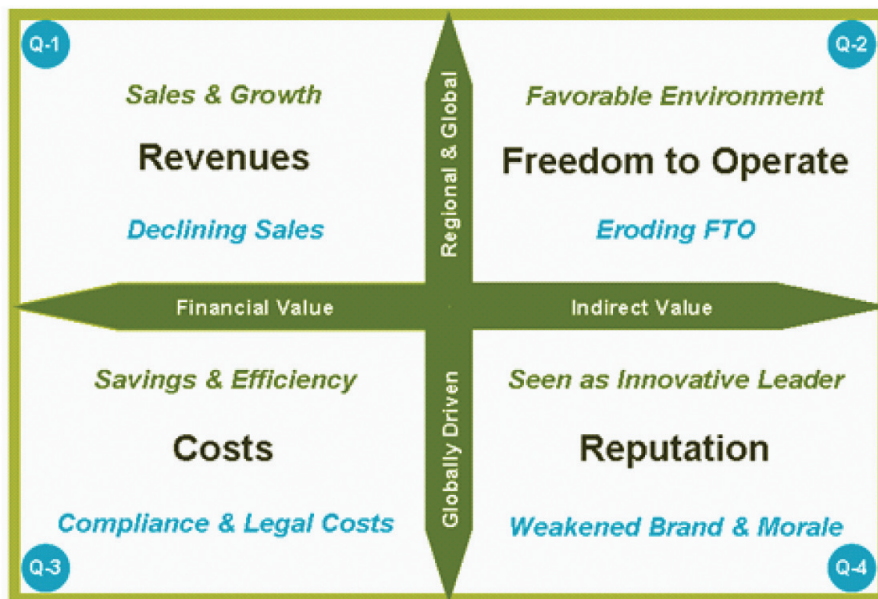 Q-1
Sales & Growth
Revenues
Declining Sales
Regional & Global
Q-2
Favorable Environment
Freedom to Operate
Eroding FTO
Financial Value
Indirect Value
Savings & Efficiency
Costs
Compliance & Legal Costs
Q-3
Globally Driven
Seen as Innovative Leader
Reputation
Weakened Brand & Morale
Q-4